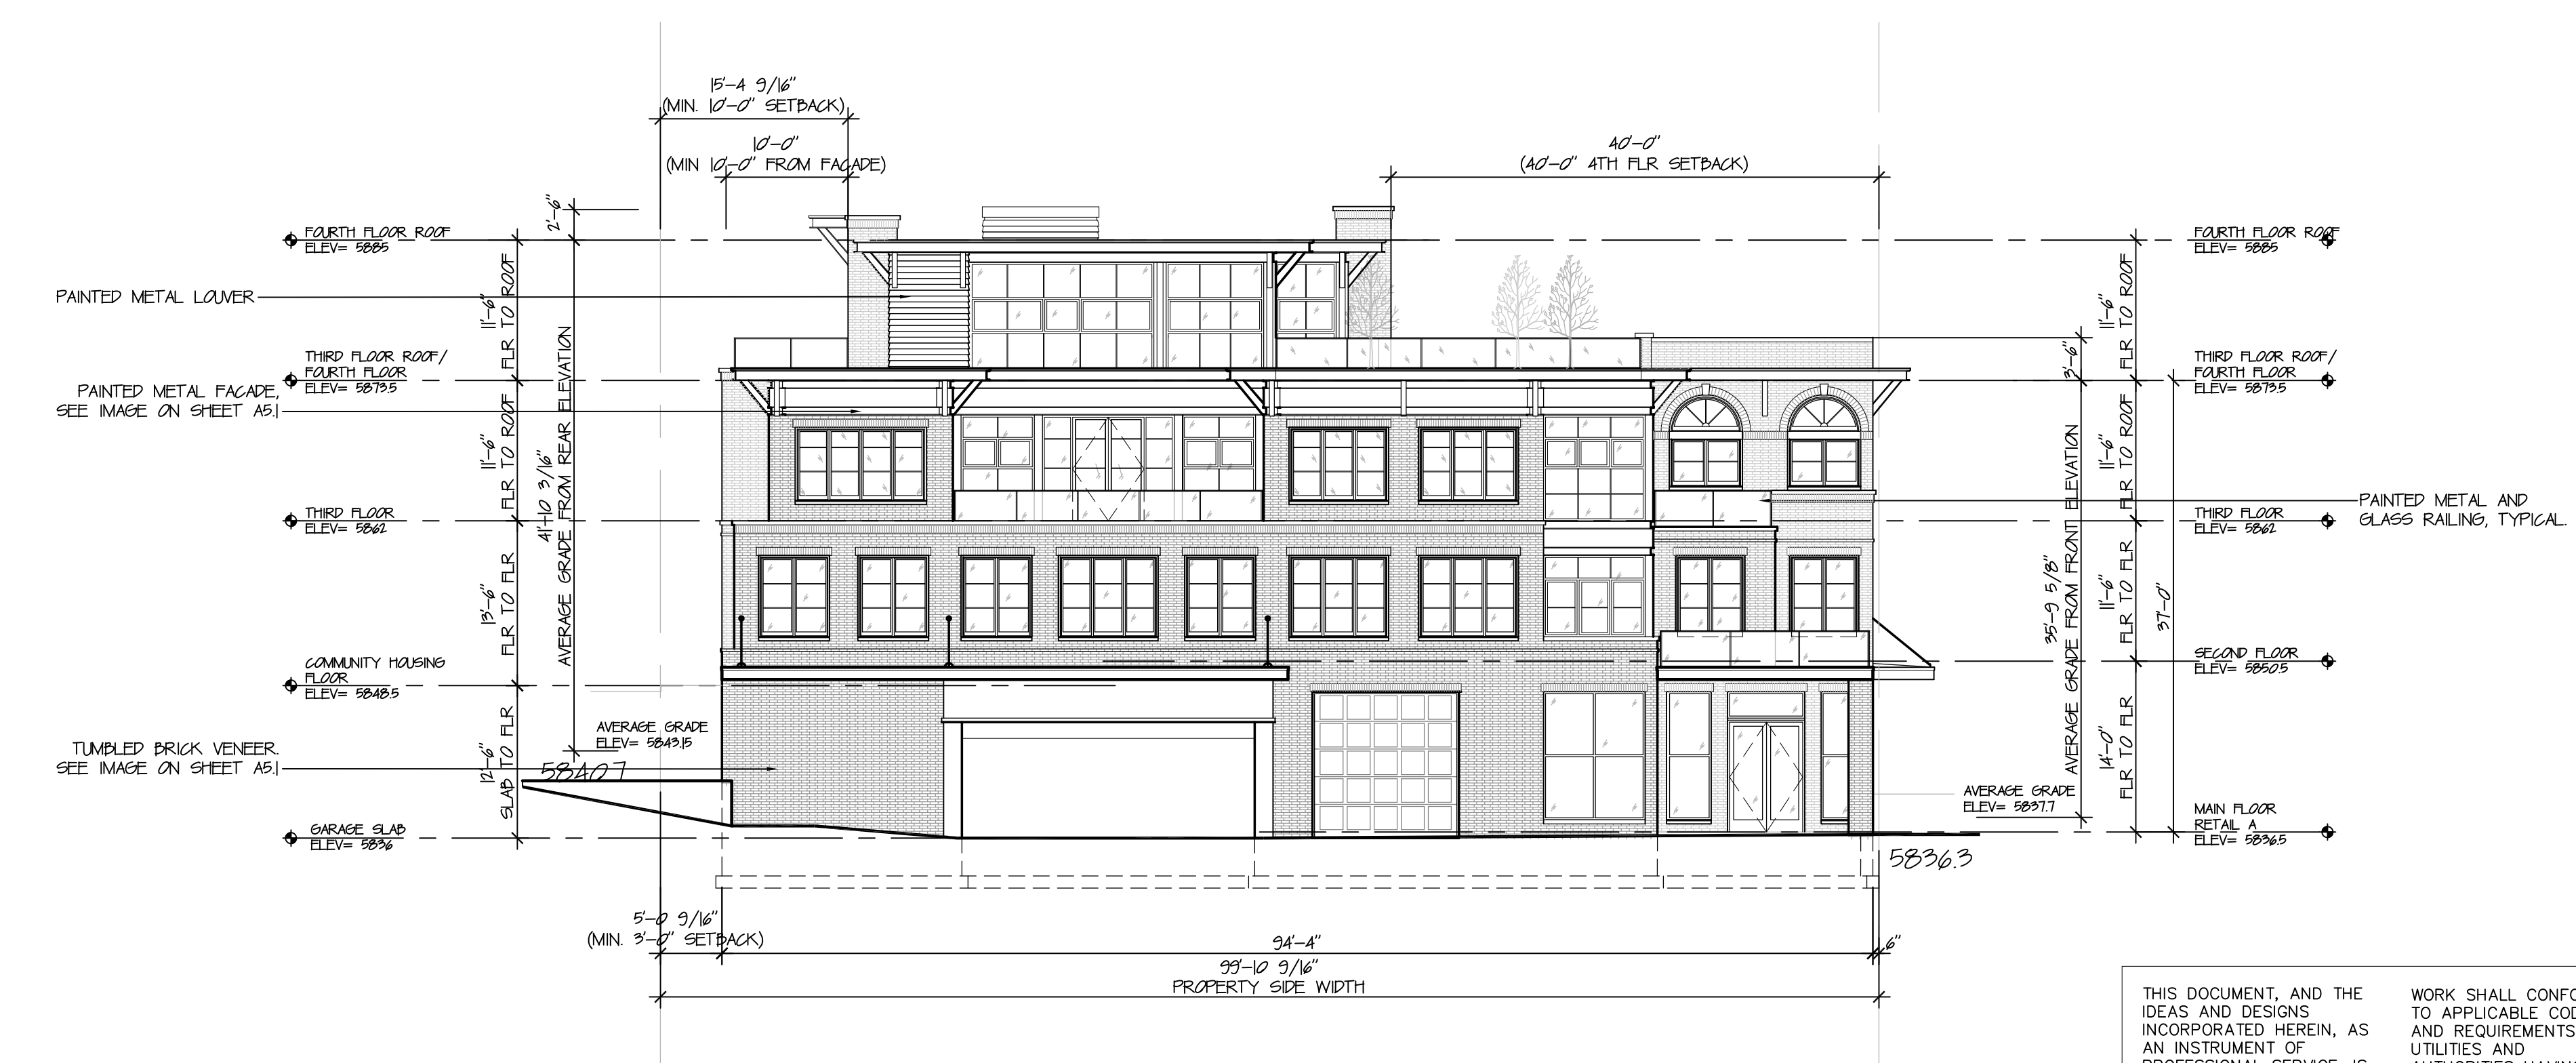 15'-4 9/16"
(MIN. 10'-0" SETBACK)
10'-0"
(MIN 10'-0" FROM FACADE)
40'-0"
(40'-0" 4TH FLR SETBACK)
2'-6"
FOURTH FLOOR ROOF
ELEV= 5885
11'-6"
FLR TO ROOF
PAINTED METAL LOUVER
THIRD FLOOR ROOF/
FOURTH FLOOR
ELEV= 5873.5
PAINTED METAL FACADE,
SEE IMAGE ON SHEET A5.1
11'-6"
FLR TO ROOF
41'-10 3/16"
AVERAGE GRADE FROM REAR ELEVATION
THIRD FLOOR
ELEV= 5862
13'-6"
FLR TO FLR
COMMUNITY HOUSING
FLOOR
ELEV= 5848.5
AVERAGE GRADE
ELEV= 5843.15
TUMBLED BRICK VENEER.
SEE IMAGE ON SHEET A5.1
12'-6"
SLAB TO FLR
5840.7
GARAGE SLAB
ELEV= 5836
FOURTH FLOOR ROOF
ELEV= 5885
11'-6"
FLR TO ROOF
3'-6"
THIRD FLOOR ROOF/
FOURTH FLOOR
ELEV= 5873.5
11'-6"
FLR TO ROOF
PAINTED METAL AND
GLASS RAILING, TYPICAL.
THIRD FLOOR
ELEV= 5862
35'-9 5/8"
AVERAGE GRADE FROM FRONT ELEVATION
11'-6"
FLR TO FLR
37'-0"
SECOND FLOOR
ELEV= 5850.5
14'-0"
FLR TO FLR
AVERAGE GRADE
ELEV= 5837.7
MAIN FLOOR
RETAIL A
ELEV= 5836.5
5836.3
5'-0 9/16"
(MIN. 3'-0" SETBACK)
94'-4"
6"
99'-10 9/16"
PROPERTY SIDE WIDTH
THIS DOCUMENT, AND THE
IDEAS AND DESIGNS
INCORPORATED HEREIN, AS
AN INSTRUMENT OF
WORK SHALL CONFO
TO APPLICABLE COD
AND REQUIREMENTS
UTILITIES AND